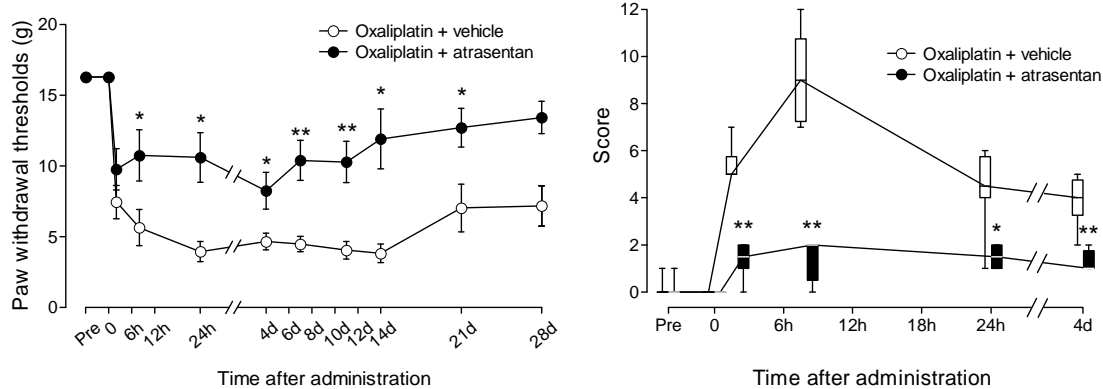 Paw withdrawal thresholds (g)
20
15
10
5
0
Oxaliplatin + vehicle
Oxaliplatin + atrasentan
* * * ** ** * *
Pre 0 6h 12h 24h 4d 6d 8d 10d 12d 14d 21d 28d
Time after administration
Score
12
10
8
6
4
2
0
Oxaliplatin + vehicle
Oxaliplatin + atrasentan
** ** * **
Pre 0 6h 12h 18h 24h 4d
Time after administration